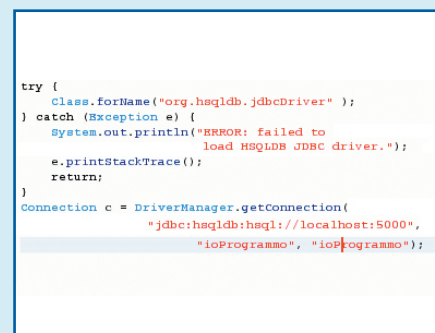 try {
    Class.forName("org.hsqldb.jdbcDriver" );
} catch (Exception e) {
    System.out.println("ERROR: failed to
                        load HSQLDB JDBC driver.");
    e.printStackTrace();
    return;
}
Connection c = DriverManager.getConnection(
                "jdbc:hsqldb:hsql://localhost:5000",
                       "ioProgrammo", "ioProgrammo");